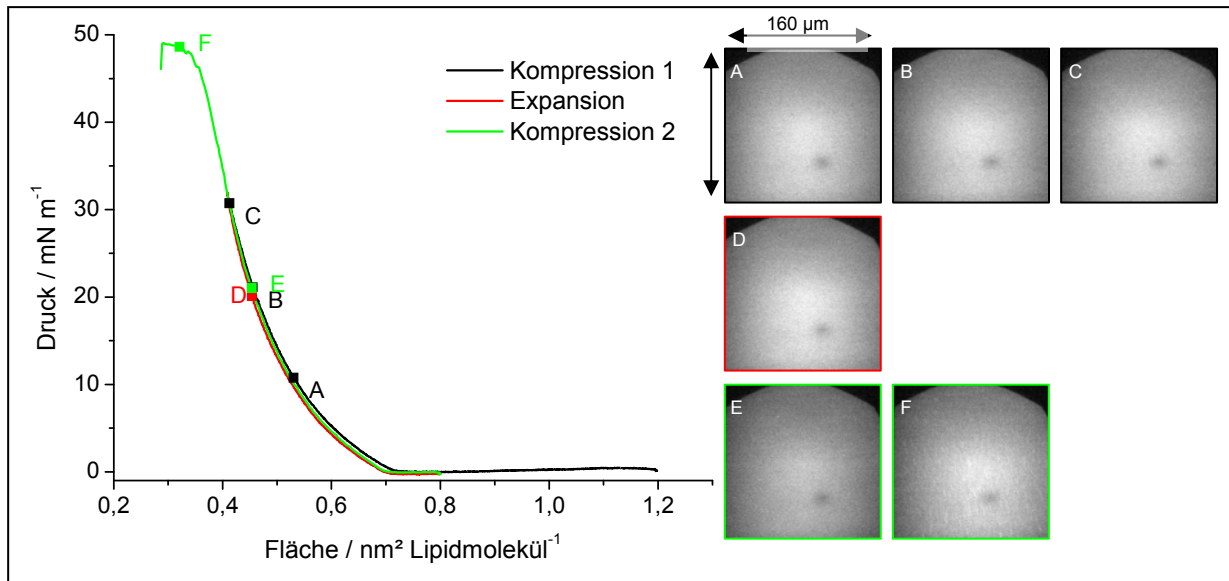 50
40
30
20
10
0
Druck / mN m⁻¹
0,2
0,4
0,6
0,8
1,0
1,2
Fläche / nm² Lipidmolekül⁻¹
F
C
E
D
B
A
Kompression 1
Expansion
Kompression 2
160 µm
A
B
C
D
E
F